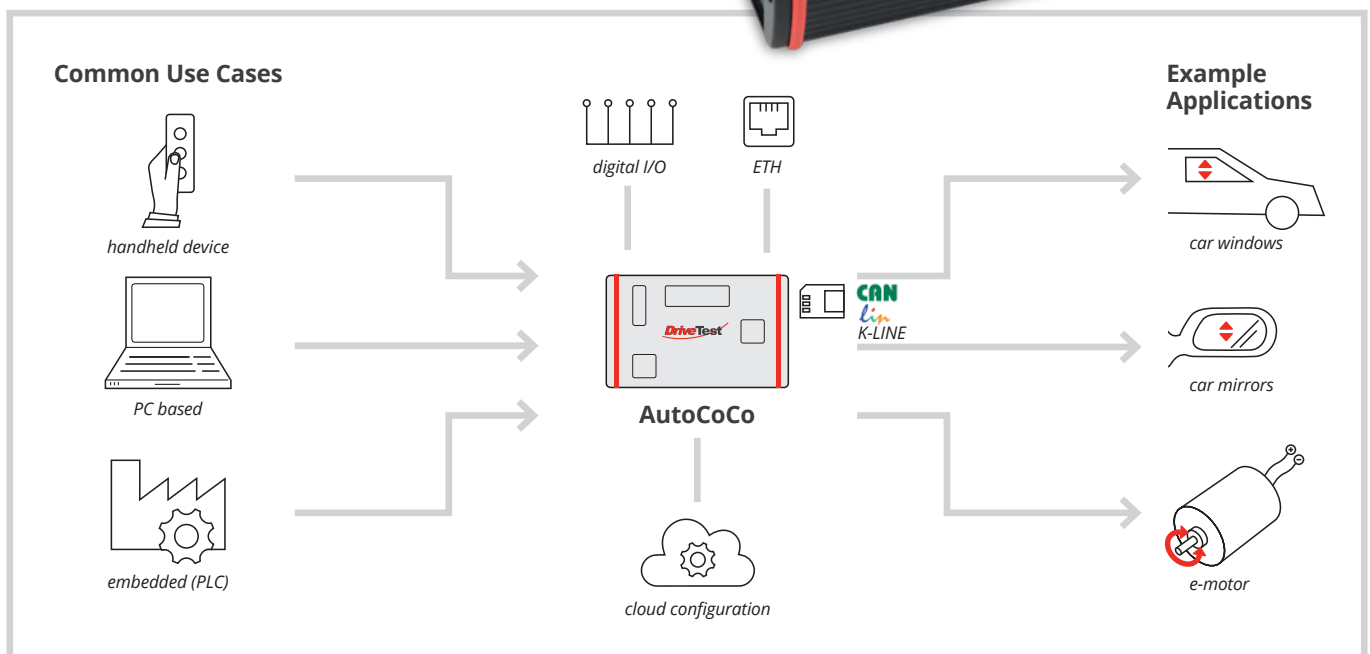 Common Use Cases
handheld device
PC based
embedded (PLC)
digital I/O
ETH
DriveTest
CAN
lin
K-LINE
AutoCoCo
cloud configuration
Example
Applications
car windows
car mirrors
e-motor